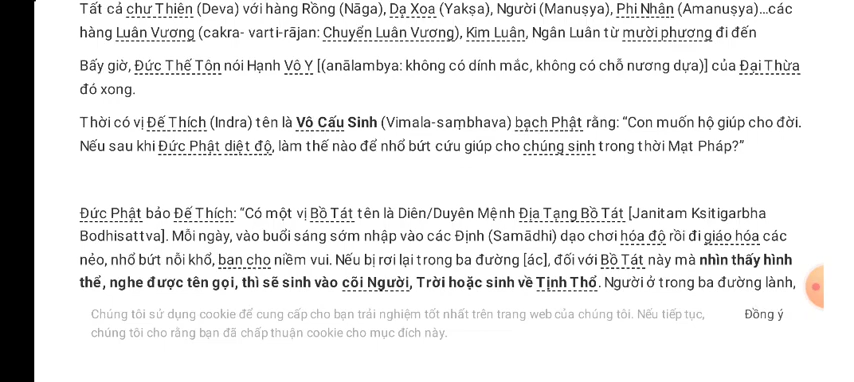 Tất cả chư Thiên (Deva) với hàng Rồng (Nāga), Dạ Xoa (Yakṣa), Người (Manuṣya), Phi Nhân (Amanuṣya)...các
hàng Luân Vương (cakra- varti-rājan: Chuyển Luân Vương), Kim Luân, Ngân Luân từ mười phương đi đến
Bấy giờ, Đức Thế Tôn nói Hạnh Vô Y [(anālambya: không có dính mắc, không có chỗ nương dựa)] của Đại Thừa
đó xong.
Thời có vị Đế Thích (Indra) tên là Vô Cấu Sinh (Vimala-saṃbhava) bạch Phật rằng: “Con muốn hộ giúp cho đời.
Nếu sau khi Đức Phật diệt độ, làm thế nào để nhổ bứt cứu giúp cho chúng sinh trong thời Mạt Pháp?”
Đức Phật bảo Đế Thích: “Có một vị Bồ Tát tên là Diên/Duyên Mệnh Địa Tạng Bồ Tát [Janitam Ksitigarbha
Bodhisattva]. Mỗi ngày, vào buổi sáng sớm nhập vào các Định (Samādhi) dạo chơi hóa độ rồi đi giáo hóa các
nẻo, nhổ bứt nỗi khổ, ban cho niềm vui. Nếu bị rơi lại trong ba đường [ác], đối với Bồ Tát này mà nhìn thấy hình
thể, nghe được tên gọi, thì sẽ sinh vào cõi Người, Trời hoặc sinh về Tịnh Thổ. Người ở trong ba đường lành,
Chúng tôi sử dụng cookie để cung cấp cho bạn trải nghiệm tốt nhất trên trang web của chúng tôi. Nếu tiếp tục, Đồng ý
chúng tôi cho rằng bạn đã chấp thuận cookie cho mục đích này.